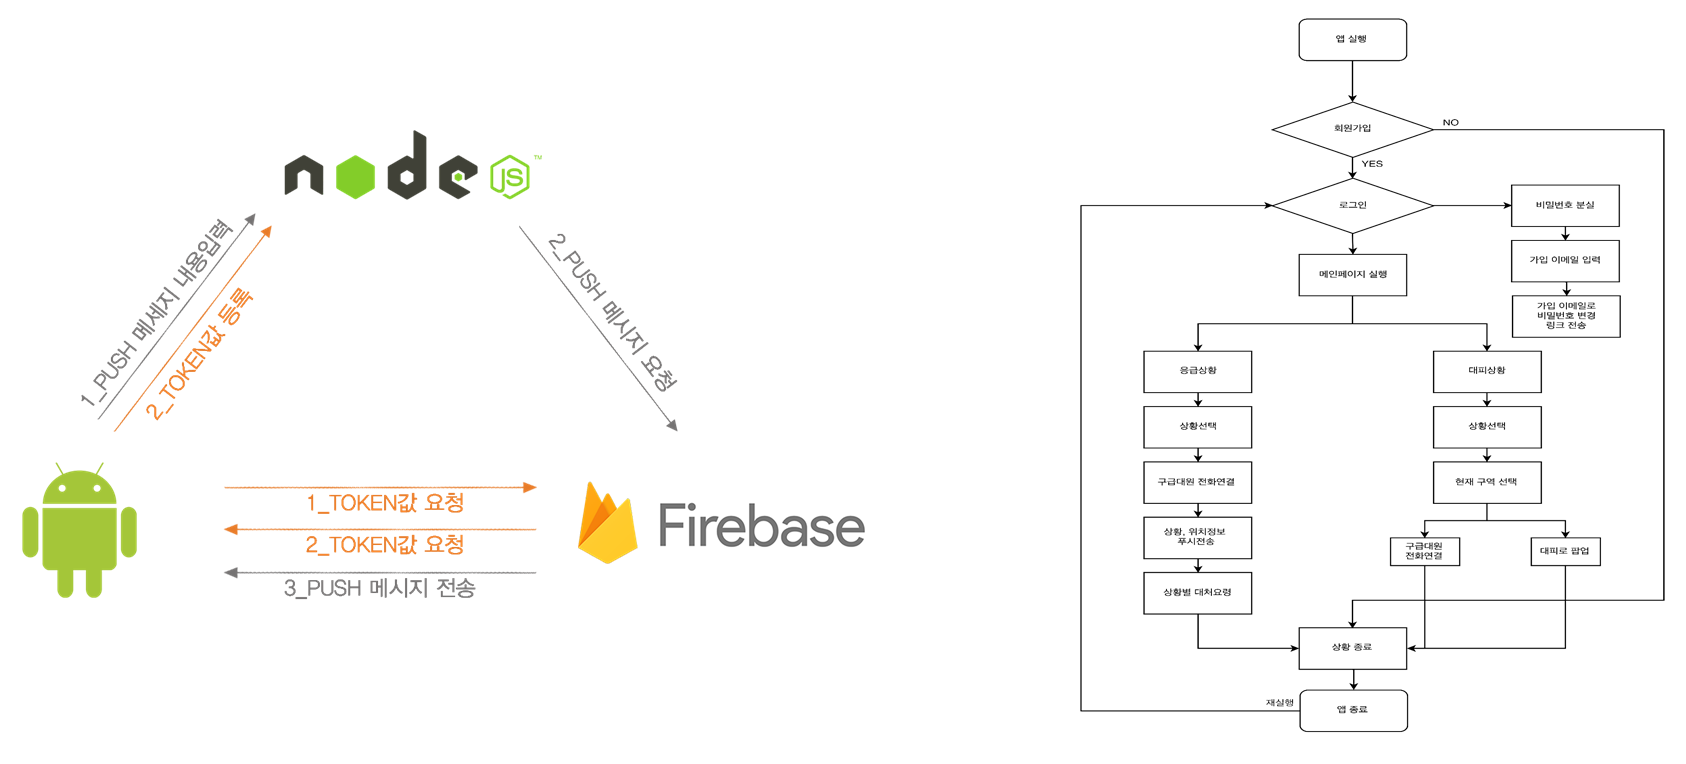 node JS ™
1_PUSH 메세지 내용입력
2_TOKEN값 등록
2_PUSH 메시지 요청
1_TOKEN값 요청
2_TOKEN값 요청
3_PUSH 메시지 전송
Firebase
앱 실행
회원가입
NO
YES
로그인
비밀번호 분실
가입 이메일 입력
가입 이메일로
비밀번호 변경
링크 전송
메인페이지 실행
응급상황
상황선택
구급대원 전화연결
상황, 위치정보
푸시전송
상황별 대처요령
대피상황
상황선택
현재 구역 선택
구급대원
전화연결
대피로 팝업
상황 종료
재실행
앱 종료